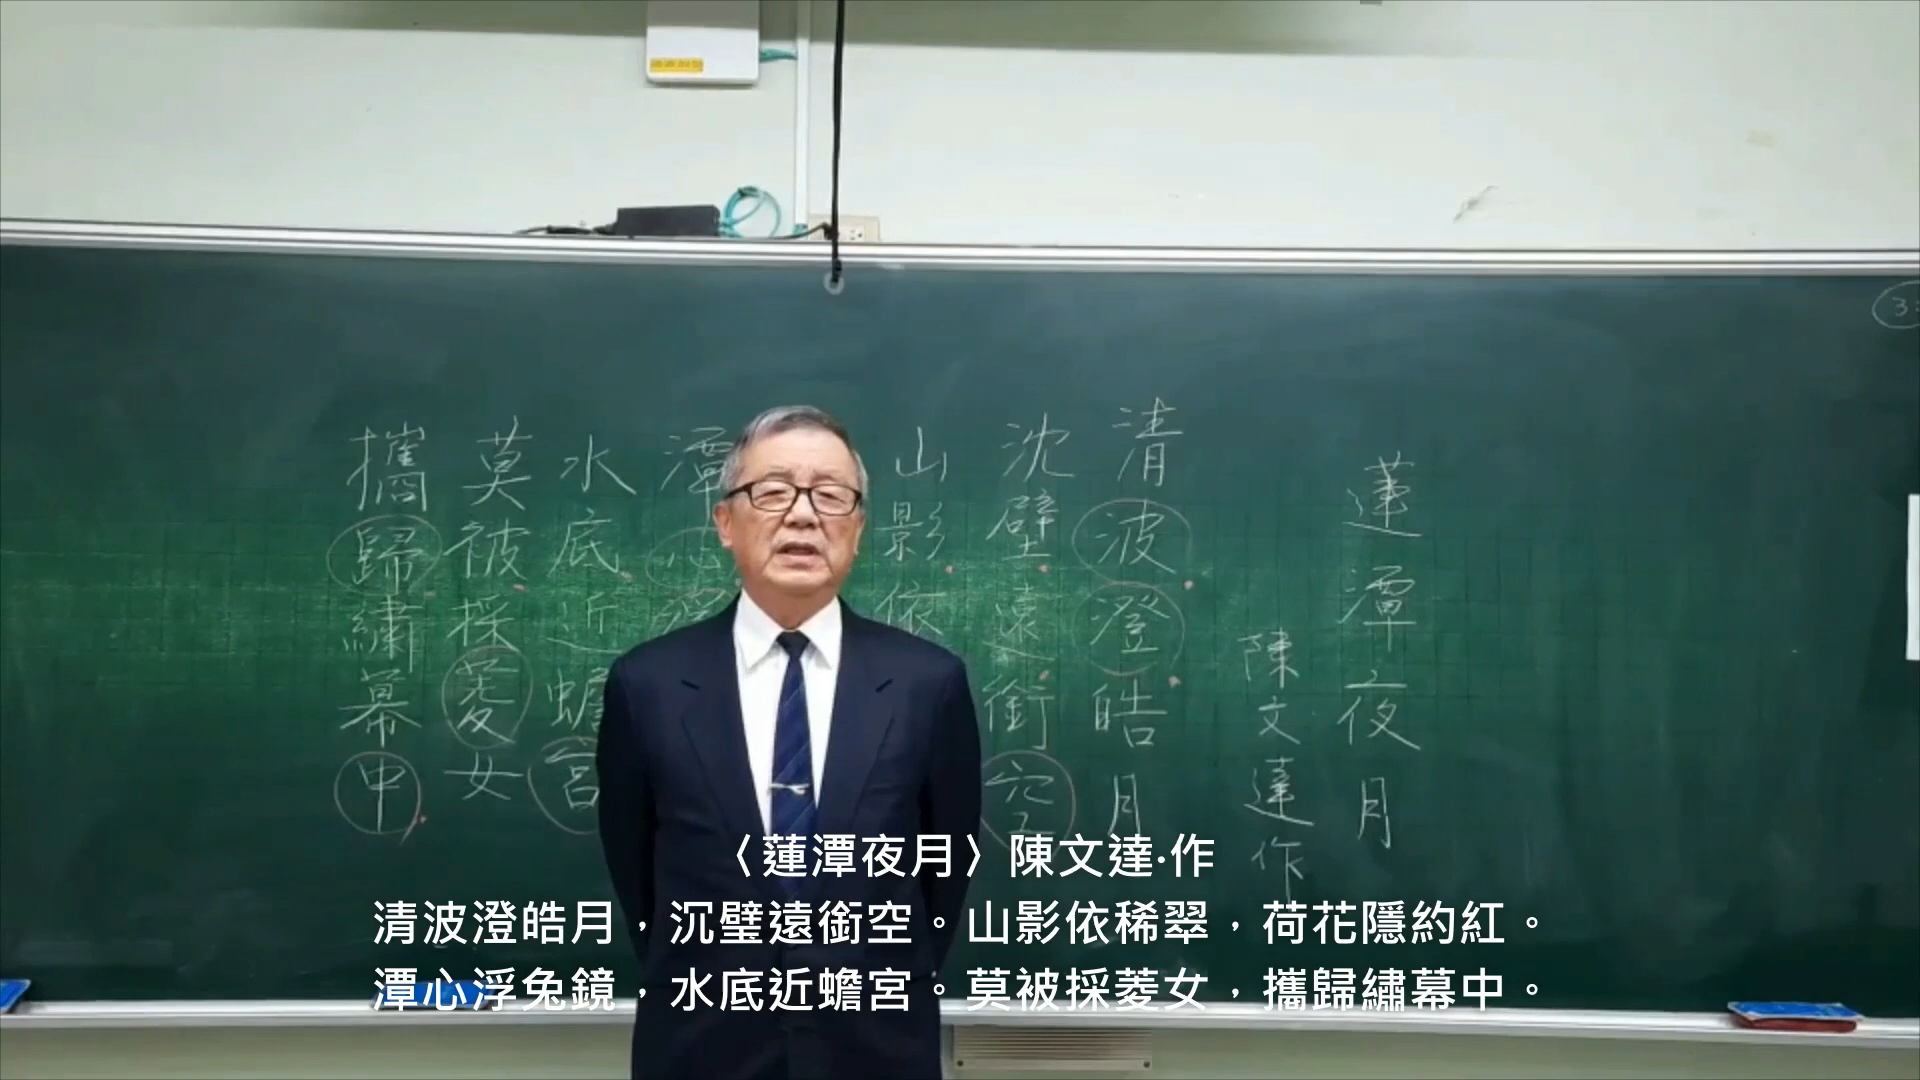 蓮潭夜月
陳文達作
清波澄皓月
沈壁遠銜空
山影依
潭心浮
水底近蟾宮
莫被採菱女
攜歸繡幕中
〈蓮潭夜月〉陳文達·作
清波澄皓月，沉璧遠銜空。山影依稀翠，荷花隱約紅。
潭心浮兔鏡，水底近蟾宮。莫被採菱女，攜歸繡幕中。